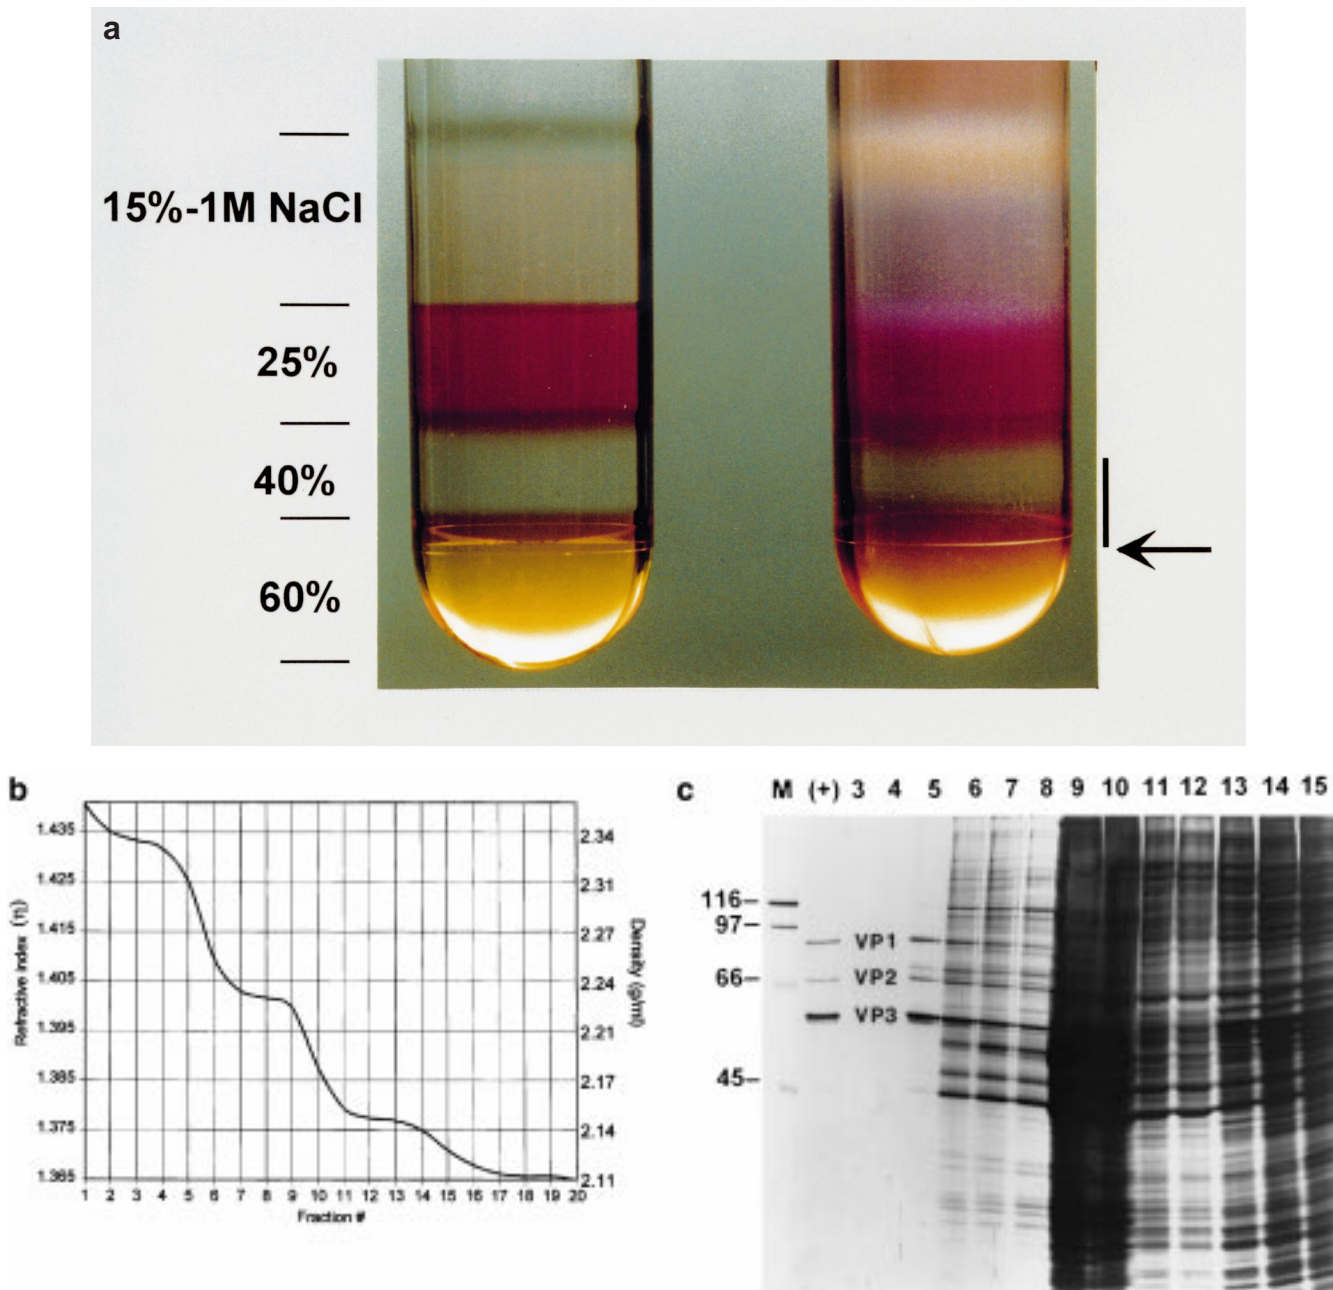 a
15%-1M NaCl
25%
40%
60%
b
1.435
1.425
1.415
1.405
1.395
1.385
1.375
1.365
Refractive index (η)
2.34
2.31
2.27
2.24
2.21
2.17
2.14
2.11
Density (g/ml)
1 2 3 4 5 6 7 8 9 10 11 12 13 14 15 16 17 18 19 20
Fraction #
c
M (+) 3 4 5 6 7 8 9 10 11 12 13 14 15
116
97
66
45
VP1
VP2
VP3